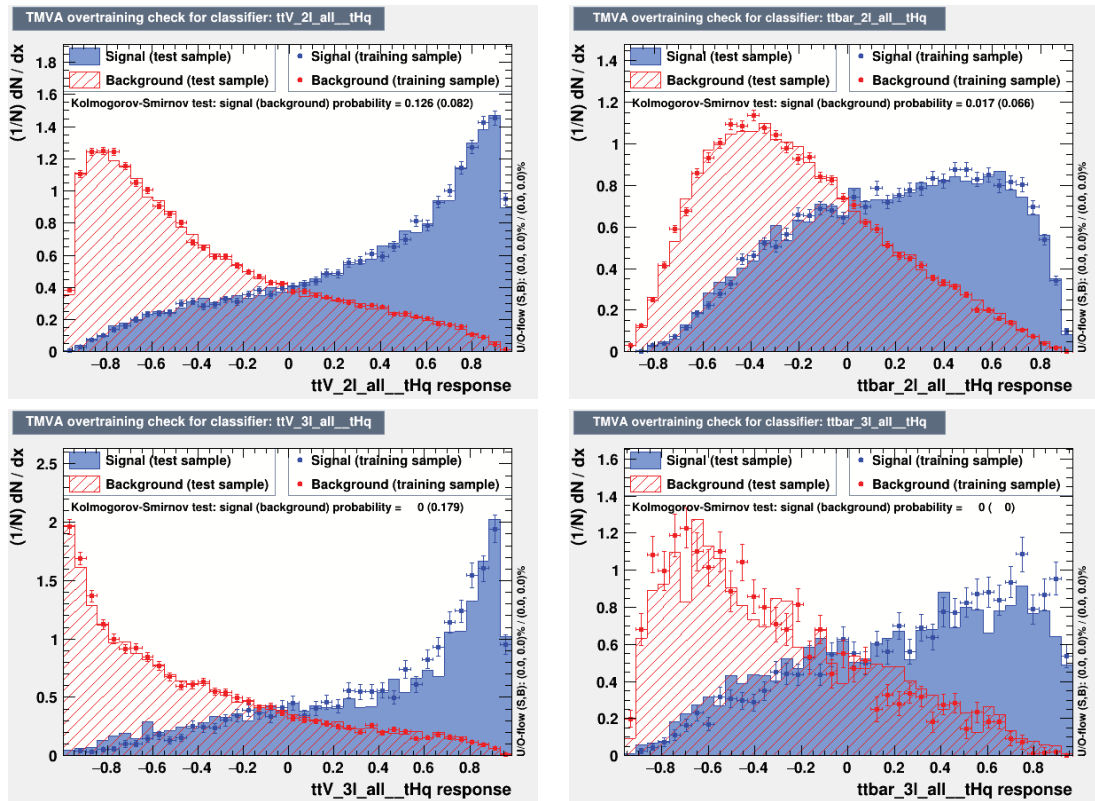 TMVA overtraining check for classifier: ttV_2l_all__tHq
Signal (test sample)
Background (test sample)
Signal (training sample)
Background (training sample)
Kolmogorov-Smirnov test: signal (background) probability = 0.126 (0.082)
(1/N) dN / dx
1.8
1.6
1.4
1.2
1
0.8
0.6
0.4
0.2
0
−0.8 −0.6 −0.4 −0.2 0 0.2 0.4 0.6 0.8
ttV_2l_all__tHq response
U/O-flow (S,B): (0.0, 0.0)% / (0.0, 0.0)%
TMVA overtraining check for classifier: ttbar_2l_all__tHq
Signal (test sample)
Background (test sample)
Signal (training sample)
Background (training sample)
Kolmogorov-Smirnov test: signal (background) probability = 0.017 (0.066)
(1/N) dN / dx
1.4
1.2
1
0.8
0.6
0.4
0.2
0
−0.8 −0.6 −0.4 −0.2 0 0.2 0.4 0.6 0.8
ttbar_2l_all__tHq response
U/O-flow (S,B): (0.0, 0.0)% / (0.0, 0.0)%
TMVA overtraining check for classifier: ttV_3l_all__tHq
Signal (test sample)
Background (test sample)
Signal (training sample)
Background (training sample)
Kolmogorov-Smirnov test: signal (background) probability = 0 (0.179)
(1/N) dN / dx
2.5
2
1.5
1
0.5
0
−0.8 −0.6 −0.4 −0.2 0 0.2 0.4 0.6 0.8
ttV_3l_all__tHq response
U/O-flow (S,B): (0.0, 0.0)% / (0.0, 0.0)%
TMVA overtraining check for classifier: ttbar_3l_all__tHq
Signal (test sample)
Background (test sample)
Signal (training sample)
Background (training sample)
Kolmogorov-Smirnov test: signal (background) probability = 0 ( 0)
(1/N) dN / dx
1.6
1.4
1.2
1
0.8
0.6
0.4
0.2
0
−0.8 −0.6 −0.4 −0.2 0 0.2 0.4 0.6 0.8
ttbar_3l_all__tHq response
U/O-flow (S,B): (0.0, 0.0)% / (0.0, 0.0)%